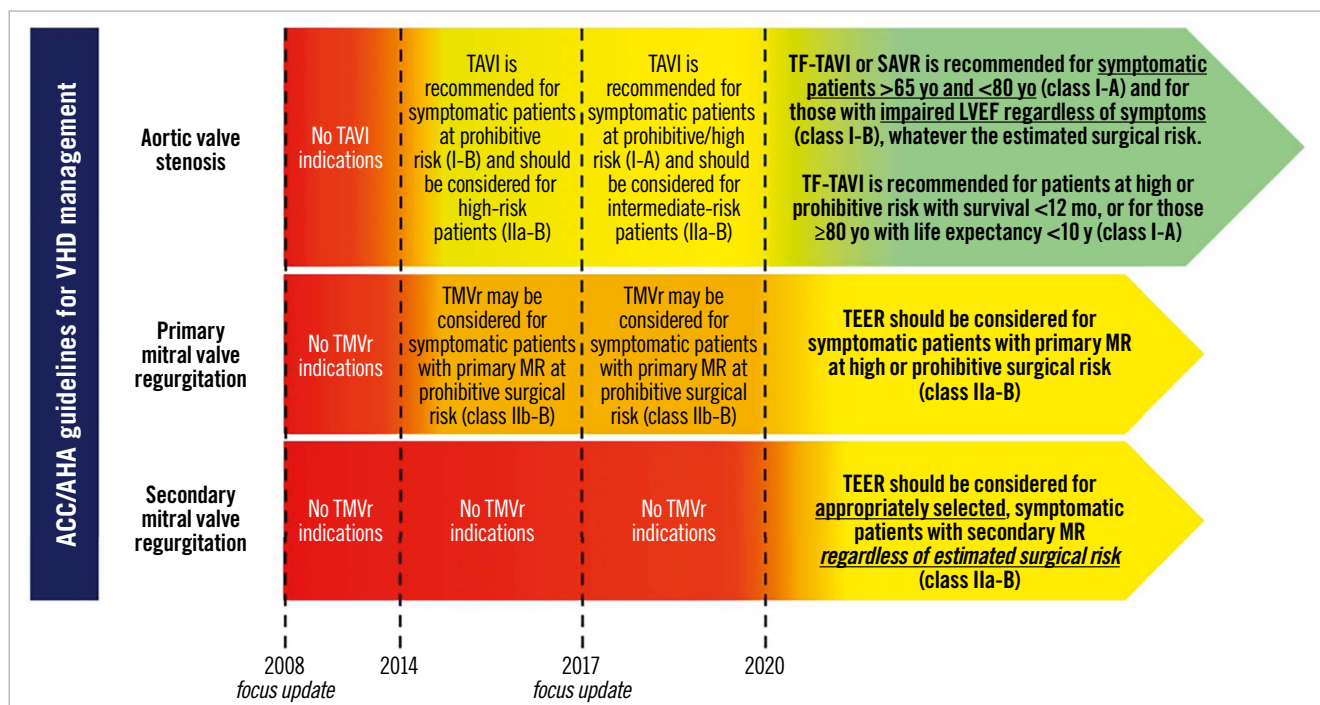 ACC/AHA guidelines for VHD management
Aortic valve
stenosis
No TAVI
indications
TAVI is
recommended for
symptomatic patients
at prohibitive
risk (I-B) and should
be considered for
high-risk
patients (IIa-B)
TAVI is
recommended for
symptomatic patients
at prohibitive/high
risk (I-A) and should
be considered for
intermediate-risk
patients (IIa-B)
TF-TAVI or SAVR is recommended for symptomatic
patients >65 yo and <80 yo (class I-A) and for
those with impaired LVEF regardless of symptoms
(class I-B), whatever the estimated surgical risk.
TF-TAVI is recommended for patients at high or
prohibitive risk with survival <12 mo, or for those
≥80 yo with life expectancy <10 y (class I-A)
Primary
mitral valve
regurgitation
No TMVr
indications
TMVr may be
considered for
symptomatic patients
with primary MR at
prohibitive surgical
risk (class IIb-B)
TMVr may be
considered for
symptomatic patients
with primary MR at
prohibitive surgical
risk (class IIb-B)
TEER should be considered for
symptomatic patients with primary MR
at high or prohibitive surgical risk
(class IIa-B)
Secondary
mitral valve
regurgitation
No TMVr
indications
No TMVr
indications
No TMVr
indications
TEER should be considered for
appropriately selected, symptomatic
patients with secondary MR
regardless of estimated surgical risk
(class IIa-B)
2008
focus update
2014
2017
focus update
2020